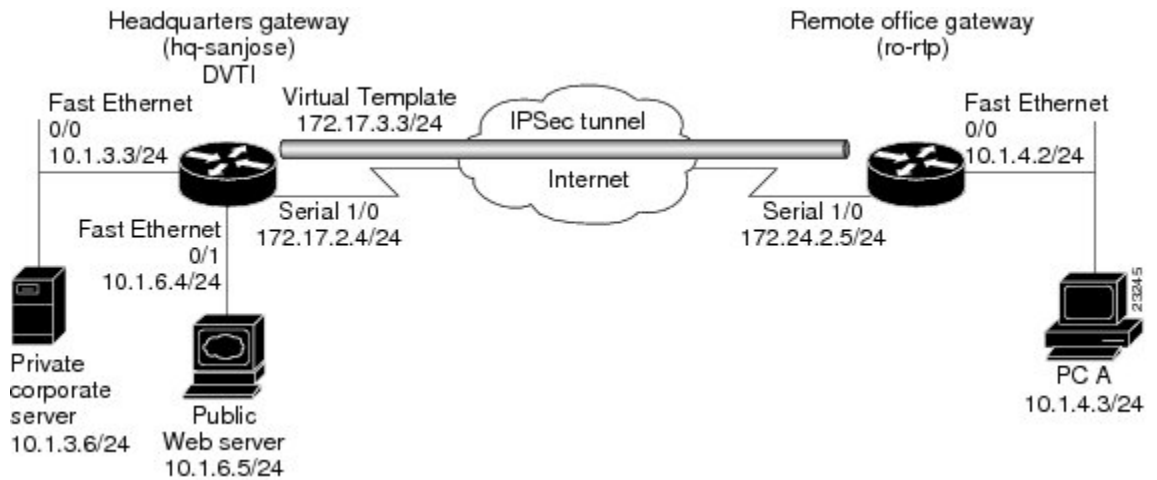 Headquarters gateway
(hq-sanjose)
DVTI
Remote office gateway
(ro-rtp)
Fast Ethernet
0/0
10.1.3.3/24
Virtual Template
172.17.3.3/24
IPSec tunnel
Internet
Fast Ethernet
0/0
10.1.4.2/24
Serial 1/0
172.17.2.4/24
Serial 1/0
172.24.2.5/24
Fast Ethernet
0/1
10.1.6.4/24
Private
corporate
server
10.1.3.6/24
Public
Web server
10.1.6.5/24
PC A
10.1.4.3/24
23245